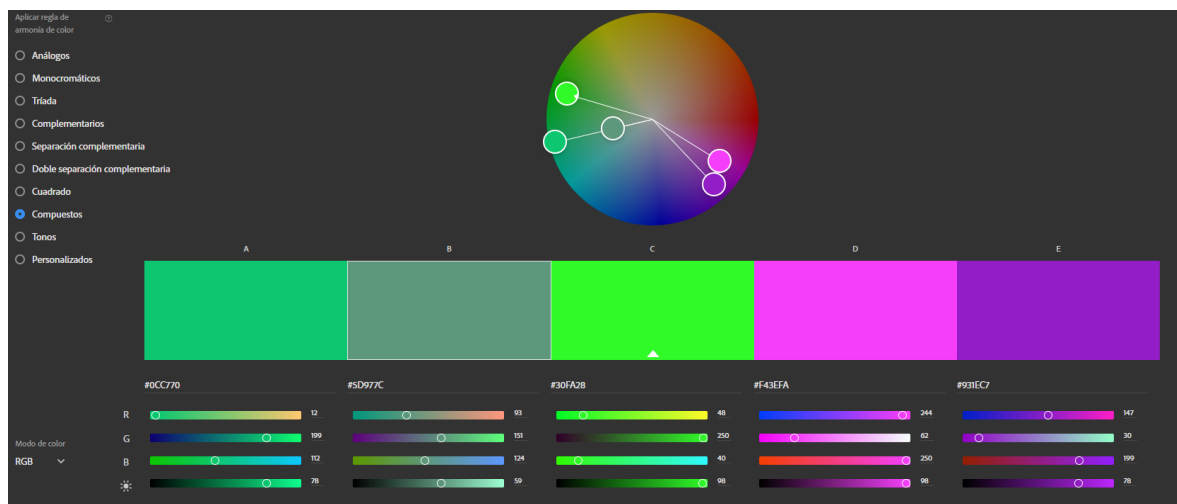 Aplicar regla de
armonía de color
Análogos
Monocromáticos
Tríada
Complementarios
Separación complementaria
Doble separación complementaria
Cuadrado
Compuestos
Tonos
Personalizados
A B C D E
#0CC770 #5D977C #30FA28 #F43EFA #931EC7
R 12 93 48 244 147
G 199 151 250 62 30
Modo de color
RGB
B 112 124 40 250 199
78 59 98 98 78